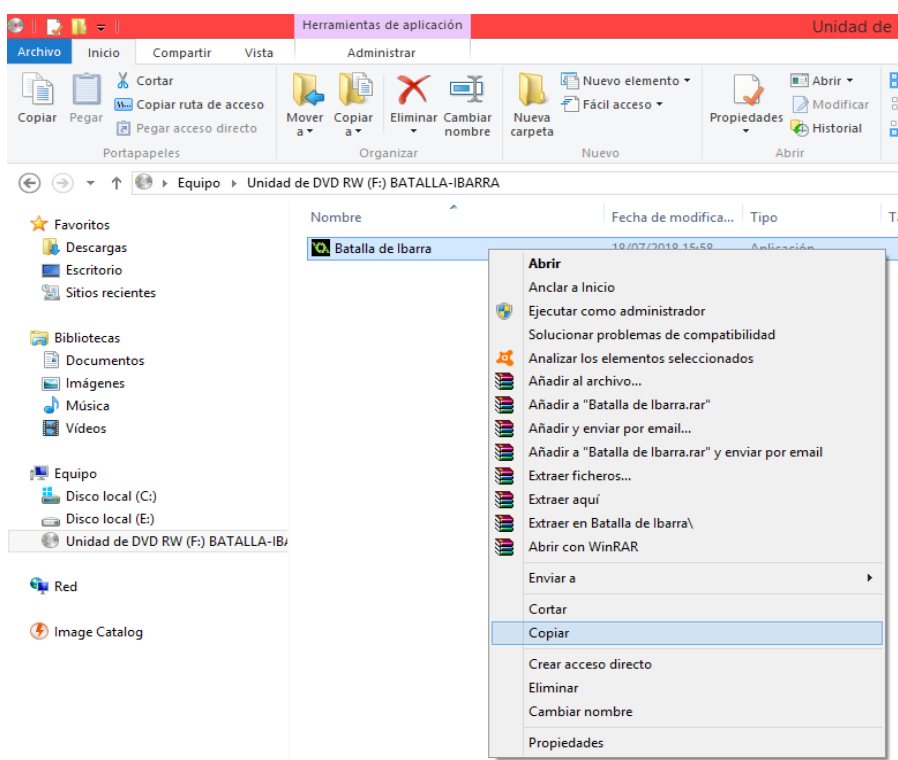 Herramientas de aplicación
Unidad de
Archivo Inicio Compartir Vista Administrar
Copiar
Pegar
Cortar
Copiar ruta de acceso
Pegar acceso directo
Portapapeles
Mover a
Copiar a
Eliminar
Cambiar nombre
Organizar
Nueva carpeta
Nuevo elemento
Fácil acceso
Nuevo
Propiedades
Abrir
Modificar
Historial
Abrir
Equipo Unidad de DVD RW (F:) BATALLA-IBARRA
Favoritos
Descargas
Escritorio
Sitios recientes
Bibliotecas
Documentos
Imágenes
Música
Vídeos
Equipo
Disco local (C:)
Disco local (E:)
Unidad de DVD RW (F:) BATALLA-IB
Red
Image Catalog
Nombre Fecha de modifica... Tipo
Batalla de Ibarra 18/07/2018 15:58 Aplicación
Abrir
Anclar a Inicio
Ejecutar como administrador
Solucionar problemas de compatibilidad
Analizar los elementos seleccionados
Añadir al archivo...
Añadir a "Batalla de Ibarra.rar"
Añadir y enviar por email...
Añadir a "Batalla de Ibarra.rar" y enviar por email
Extraer ficheros...
Extraer aquí
Extraer en Batalla de Ibarra\
Abrir con WinRAR
Enviar a
Cortar
Copiar
Crear acceso directo
Eliminar
Cambiar nombre
Propiedades